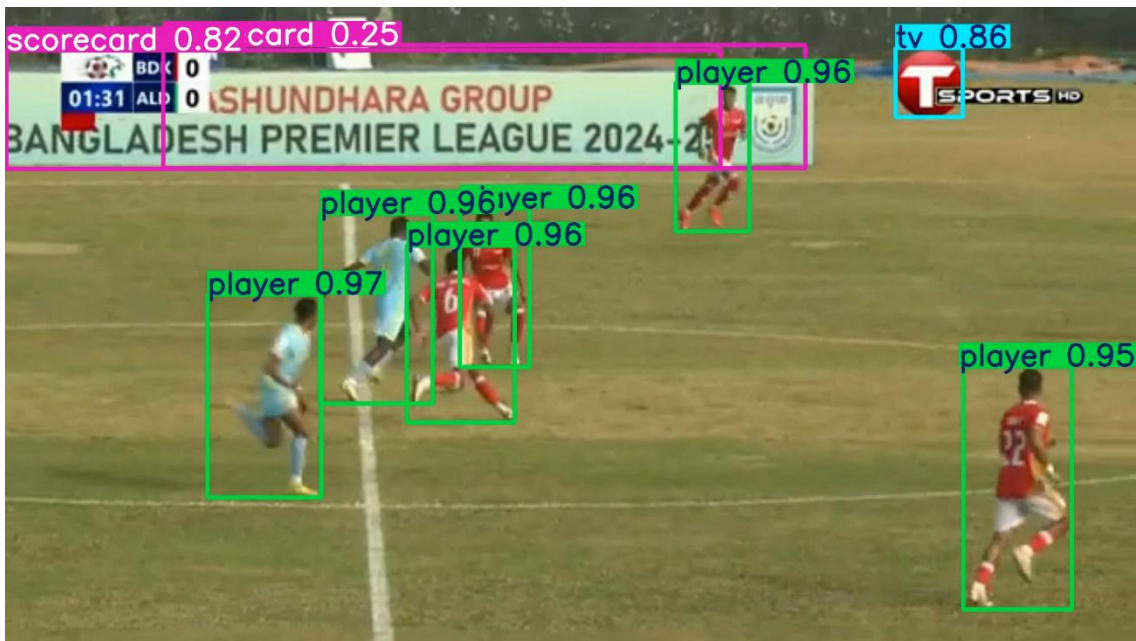 scorecard 0.82
card 0.25
tv 0.86
BDK 0
01:31 ALD 0
T SPORTS HD
player 0.96
ASHUNDHARA GROUP
BANGLADESH PREMIER LEAGUE 2024-2
player 0.96
player 0.96
player 0.97
6
player 0.95
22